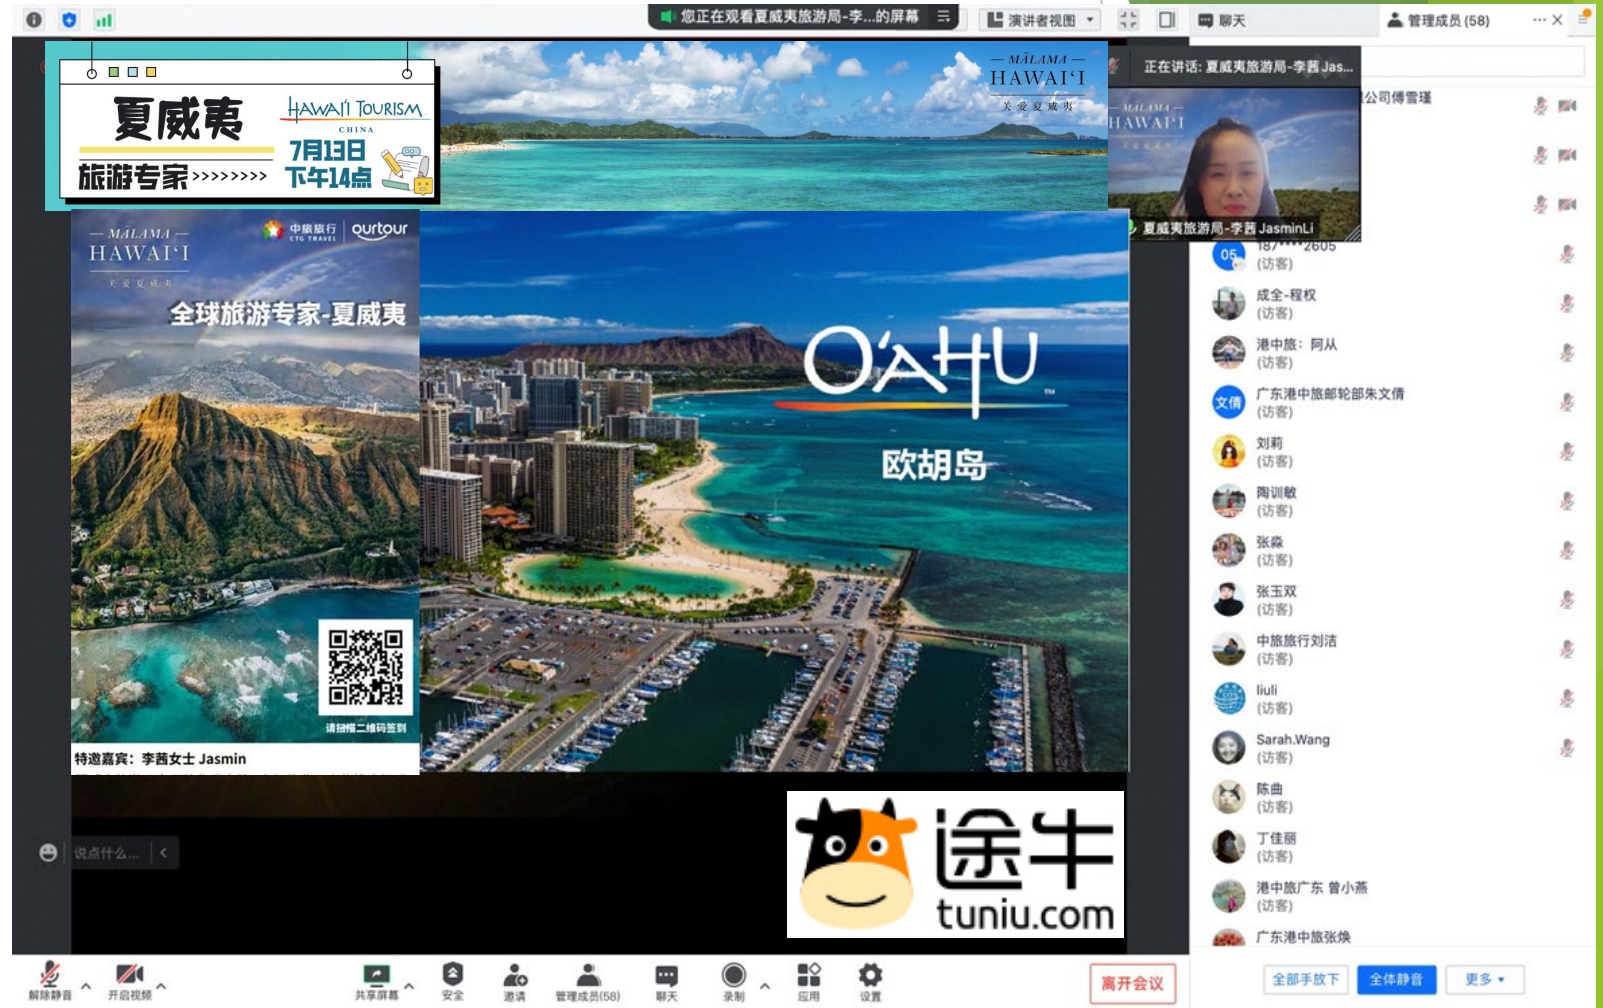 您正在观看夏威夷旅游局-李...的屏幕
演讲者视图
聊天
管理成员 (58)
正在讲话: 夏威夷旅游局-李茜 Jas...
夏威夷
HAWAI'I TOURISM
CHINA
7月13日
下午14点
旅游专家>>>>>>>>
MĀLAMA
HAWAI'I
关爱夏威夷
MĀLAMA
HAWAI'I
夏威夷旅游局-李茜 JasminLi
MĀLAMA
HAWAI'I
关爱夏威夷
中旅旅行
CTG TRAVEL
ourtour
全球旅游专家-夏威夷
请扫描二维码签到
特邀嘉宾：李茜女士 Jasmin
O'AHU
TM
欧胡岛
途牛
tuniu.com
说点什么...
公司傅雪瑾
05
187****2605
(访客)
成全-程权
(访客)
港中旅：阿从
(访客)
文倩
广东港中旅邮轮部朱文倩
(访客)
刘莉
(访客)
陶训敏
(访客)
张淼
(访客)
张玉双
(访客)
中旅旅行刘洁
(访客)
liuli
(访客)
Sarah.Wang
(访客)
陈曲
(访客)
丁佳丽
(访客)
港中旅广东 曾小燕
(访客)
广东港中旅张焕
全部手放下
全体静音
更多
解除静音
开启视频
共享屏幕
安全
邀请
管理成员(58)
聊天
录制
应用
设置
离开会议